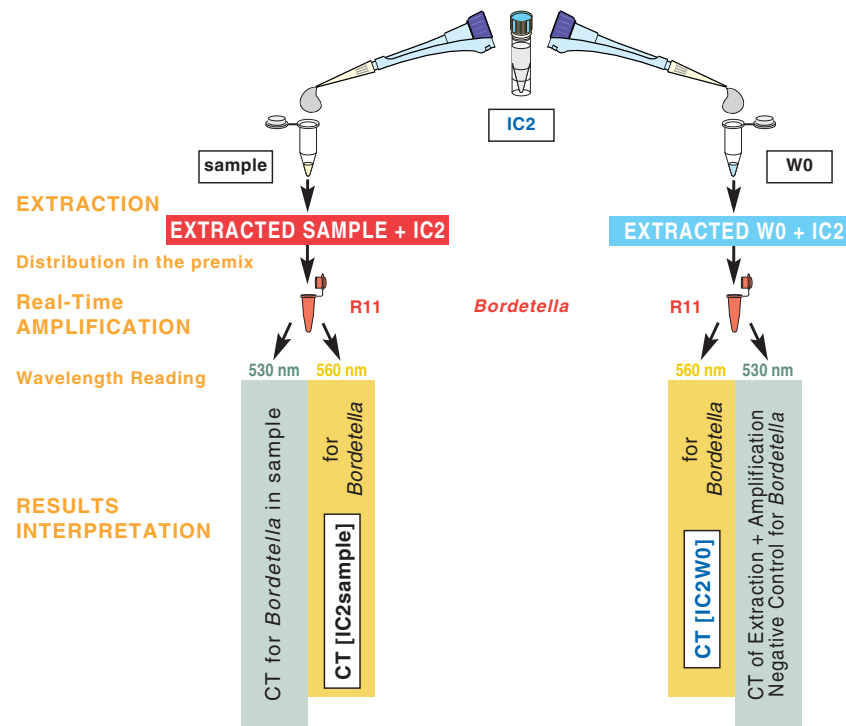 IC2
sample
W0
EXTRACTION
EXTRACTED SAMPLE + IC2
EXTRACTED W0 + IC2
Distribution in the premix
Real-Time
AMPLIFICATION
R11
Bordetella
R11
Wavelength Reading
530 nm
560 nm
560 nm
530 nm
RESULTS
INTERPRETATION
CT for Bordetella in sample
for
Bordetella
CT [IC2sample]
for
Bordetella
CT [IC2W0]
CT of Extraction + Amplification
Negative Control for Bordetella